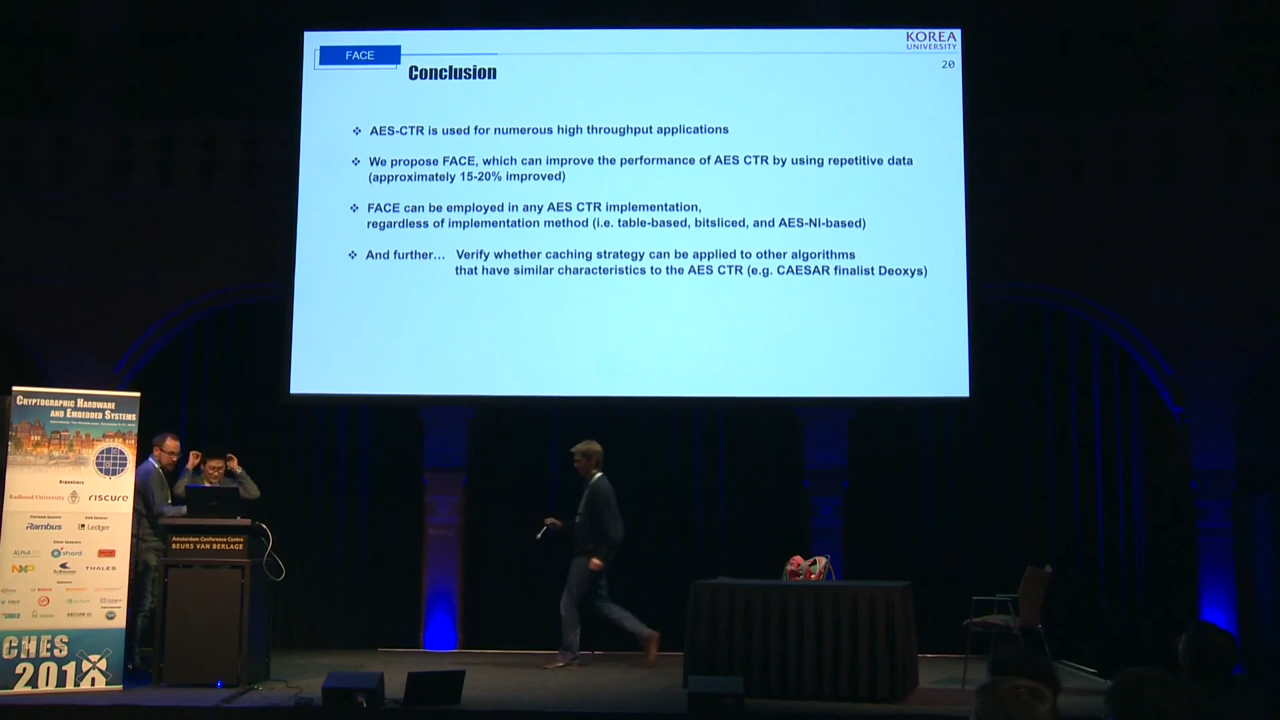 FACE
KOREA
UNIVERSITY
20
Conclusion
❖ AES-CTR is used for numerous high throughput applications
❖ We propose FACE, which can improve the performance of AES CTR by using repetitive data
(approximately 15-20% improved)
❖ FACE can be employed in any AES CTR implementation,
regardless of implementation method (i.e. table-based, bitsliced, and AES-NI-based)
❖ And further… Verify whether caching strategy can be applied to other algorithms
that have similar characteristics to the AES CTR (e.g. CAESAR finalist Deoxys)
CRYPTOGRAPHIC HARDWARE
AND EMBEDDED SYSTEMS
Organizers
Radboud University
riscure
Rambus
Ledger
shard
NXP
THALES
CHES
2018
Amsterdam Conference Centre
BEURS VAN BERLAGE